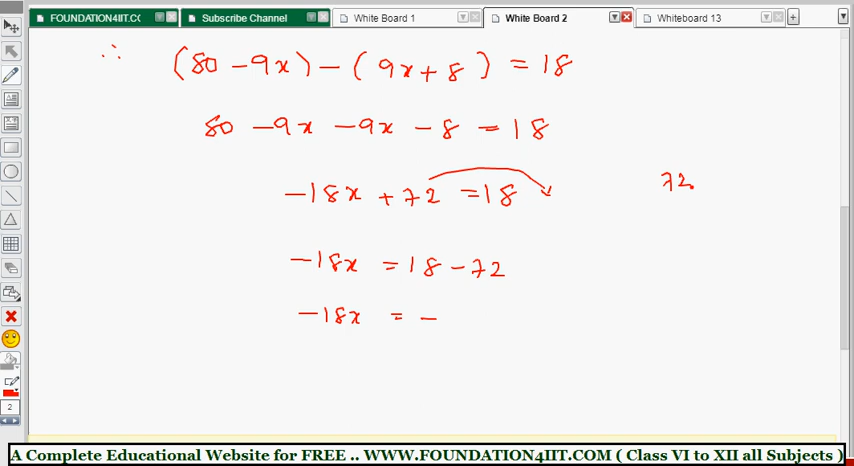 FOUNDATION4IIT.CC
Subscribe Channel
White Board 1
White Board 2
Whiteboard 13
∴ (80 - 9x) - (9x + 8) = 18
80 - 9x - 9x - 8 = 18
-18x + 72 = 18
72
-18x = 18 - 72
-18x = -
2
A Complete Educational Website for FREE .. WWW.FOUNDATION4IIT.COM ( Class VI to XII all Subjects )